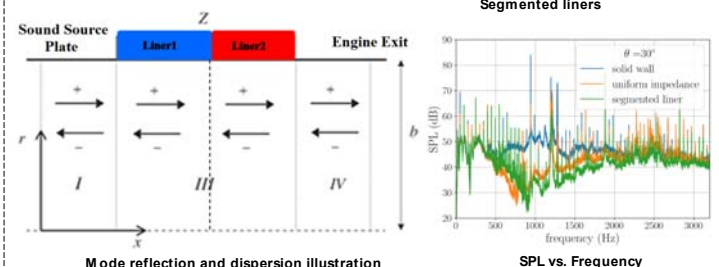 Segmented liners
Z
Sound Source
Plate
Liner1
Liner2
Engine Exit
+
+
+
+
−
−
−
−
r
b
I
III
IV
x
Mode reflection and dispersion illustration
90
80
70
60
50
40
30
20
SPL (dB)
θ =30°
solid wall
uniform impedance
segmented liner
0
500
1000
1500
2000
2500
3000
frequency (Hz)
SPL vs. Frequency